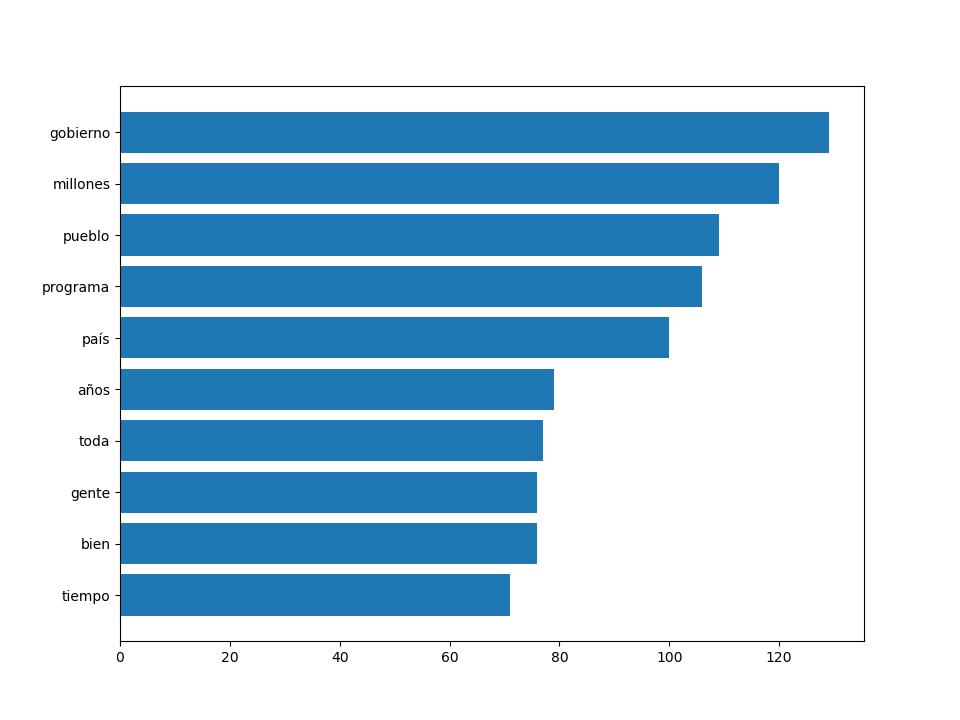 gobierno
millones
pueblo
programa
país
años
toda
gente
bien
tiempo
0 20 40 60 80 100 120